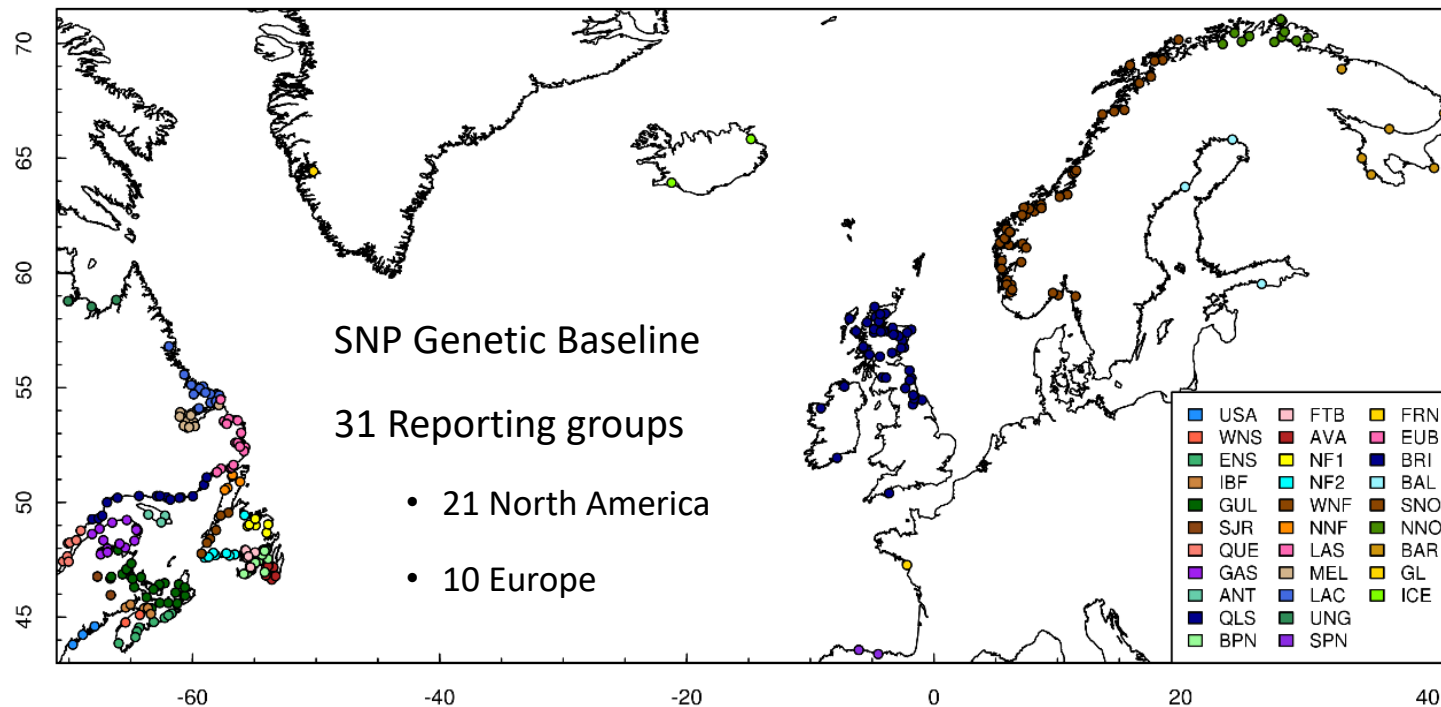 SNP Genetic Baseline
31 Reporting groups
• 21 North America
• 10 Europe
70
65
60
55
50
45
-60
-40
-20
0
20
40
USA FTB FRN
WNS AVA EUB
ENS NF1 BRI
IBF NF2 BAL
GUL WNF SNO
SJR NNF NNO
QUE LAS BAR
GAS MEL GL
ANT LAC ICE
QLS UNG
BPN SPN